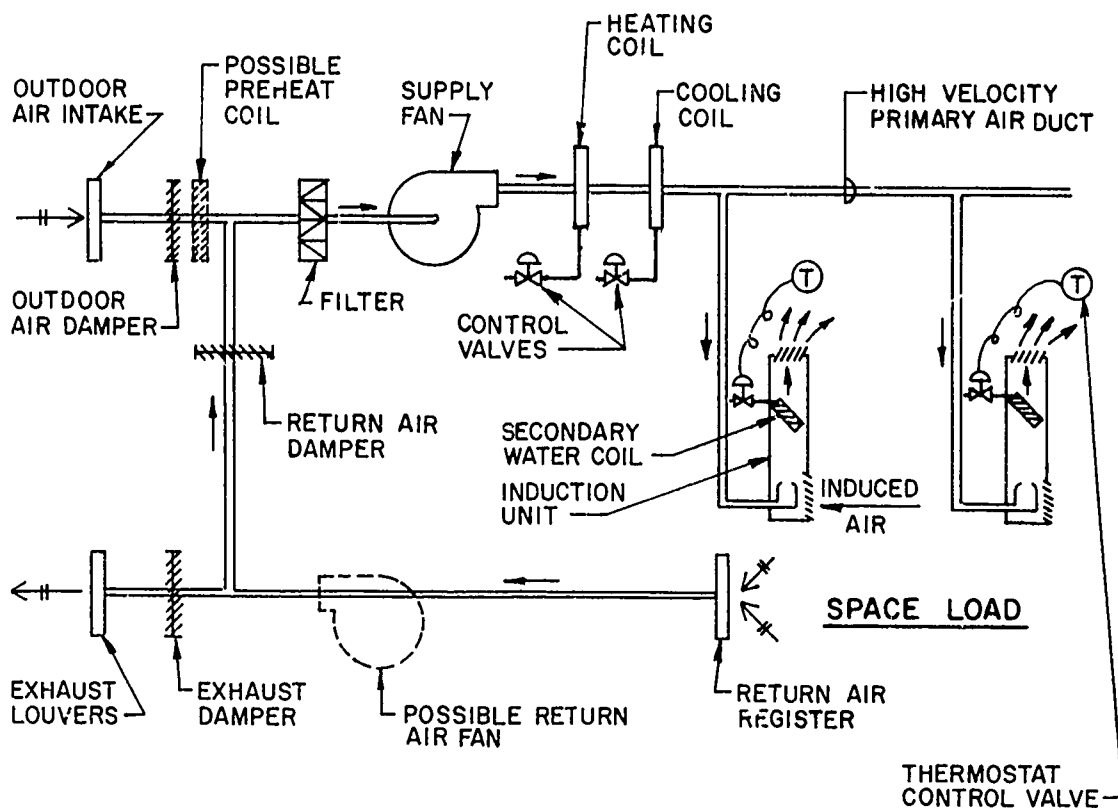 OUTDOOR
AIR INTAKE
POSSIBLE
PREHEAT
COIL
SUPPLY
FAN
HEATING
COIL
COOLING
COIL
HIGH VELOCITY
PRIMARY AIR DUCT
OUTDOOR
AIR DAMPER
FILTER
CONTROL
VALVES
T
T
RETURN AIR
DAMPER
SECONDARY
WATER COIL
INDUCTION
UNIT
INDUCED
AIR
SPACE LOAD
EXHAUST
LOUVERS
EXHAUST
DAMPER
POSSIBLE RETURN
AIR FAN
RETURN AIR
REGISTER
THERMOSTAT
CONTROL VALVE